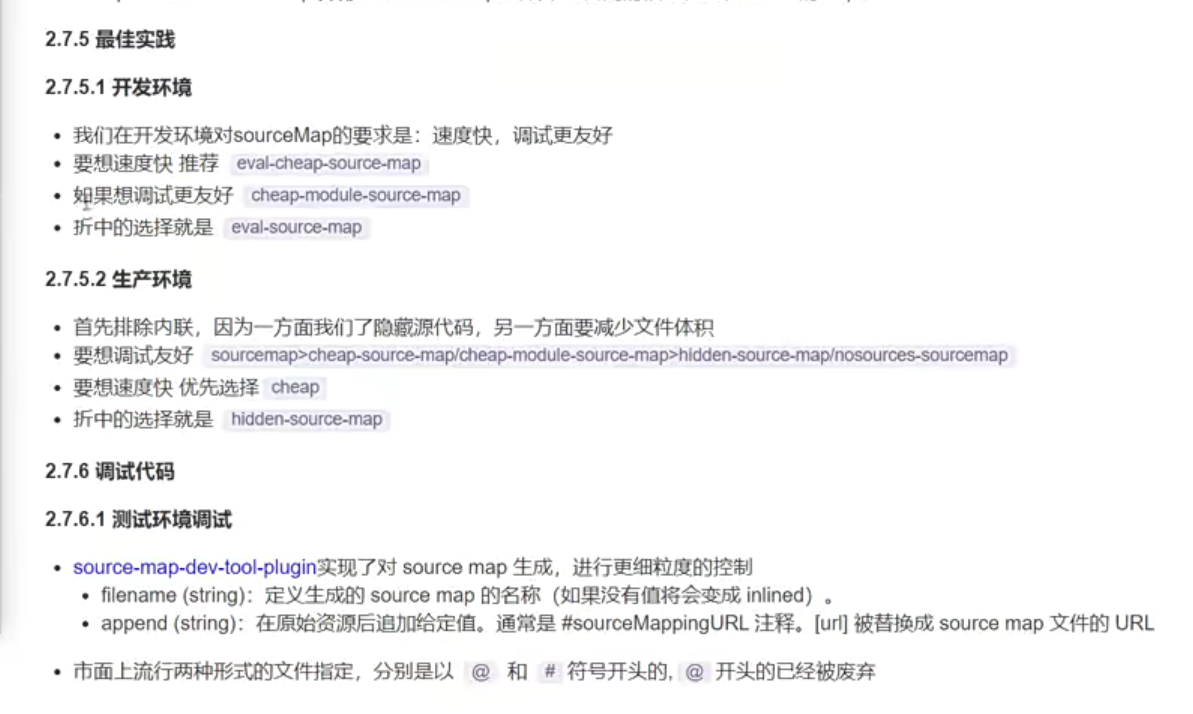 2.7.5 最佳实践
2.7.5.1 开发环境
我们在开发环境对sourceMap的要求是：速度快，调试更友好
要想速度快 推荐 eval-cheap-source-map
如果想调试更友好 cheap-module-source-map
折中的选择就是 eval-source-map
2.7.5.2 生产环境
首先排除内联，因为一方面我们了隐藏源代码，另一方面要减少文件体积
要想调试友好 sourcemap>cheap-source-map/cheap-module-source-map>hidden-source-map/nosources-sourcemap
要想速度快 优先选择 cheap
折中的选择就是 hidden-source-map
2.7.6 调试代码
2.7.6.1 测试环境调试
source-map-dev-tool-plugin实现了对 source map 生成，进行更细粒度的控制
filename (string)：定义生成的 source map 的名称（如果没有值将会变成 inlined）。
append (string)：在原始资源后追加给定值。通常是 #sourceMappingURL 注释。[url] 被替换成 source map 文件的 URL
市面上流行两种形式的文件指定，分别是以 @ 和 # 符号开头的, @ 开头的已经被废弃